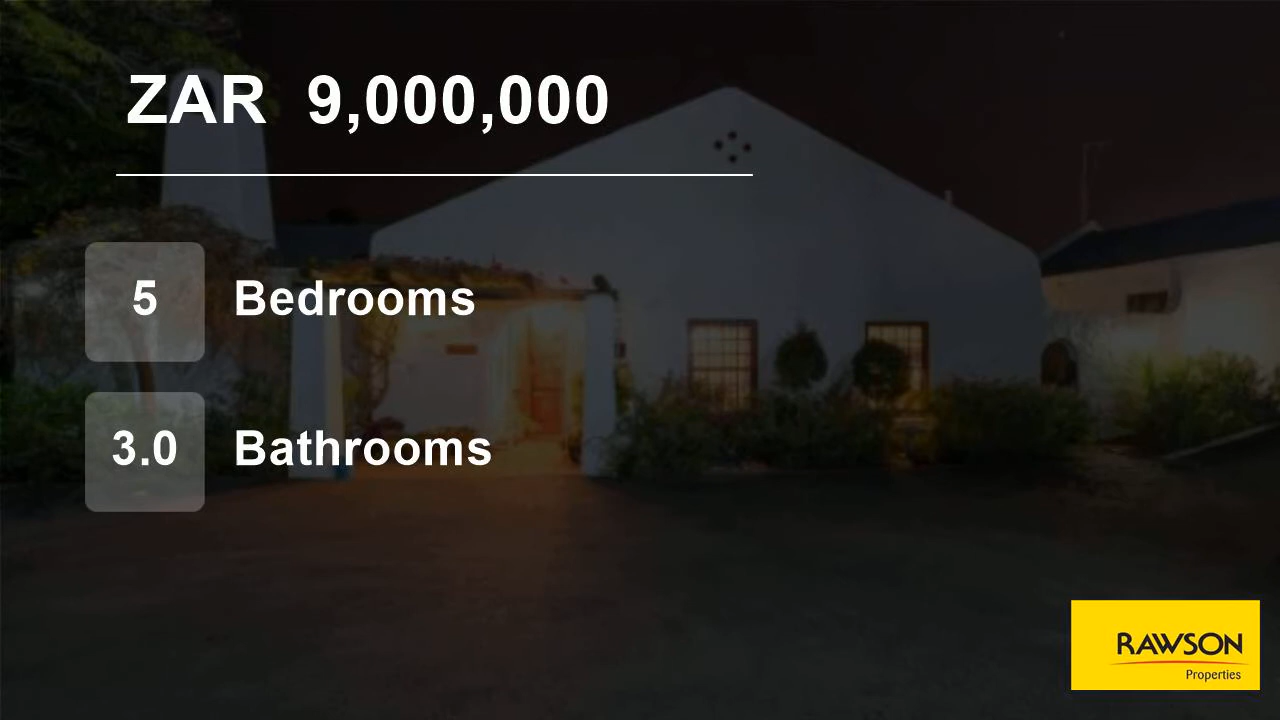 ZAR 9,000,000
5 Bedrooms
3.0 Bathrooms
RAWSON
Properties